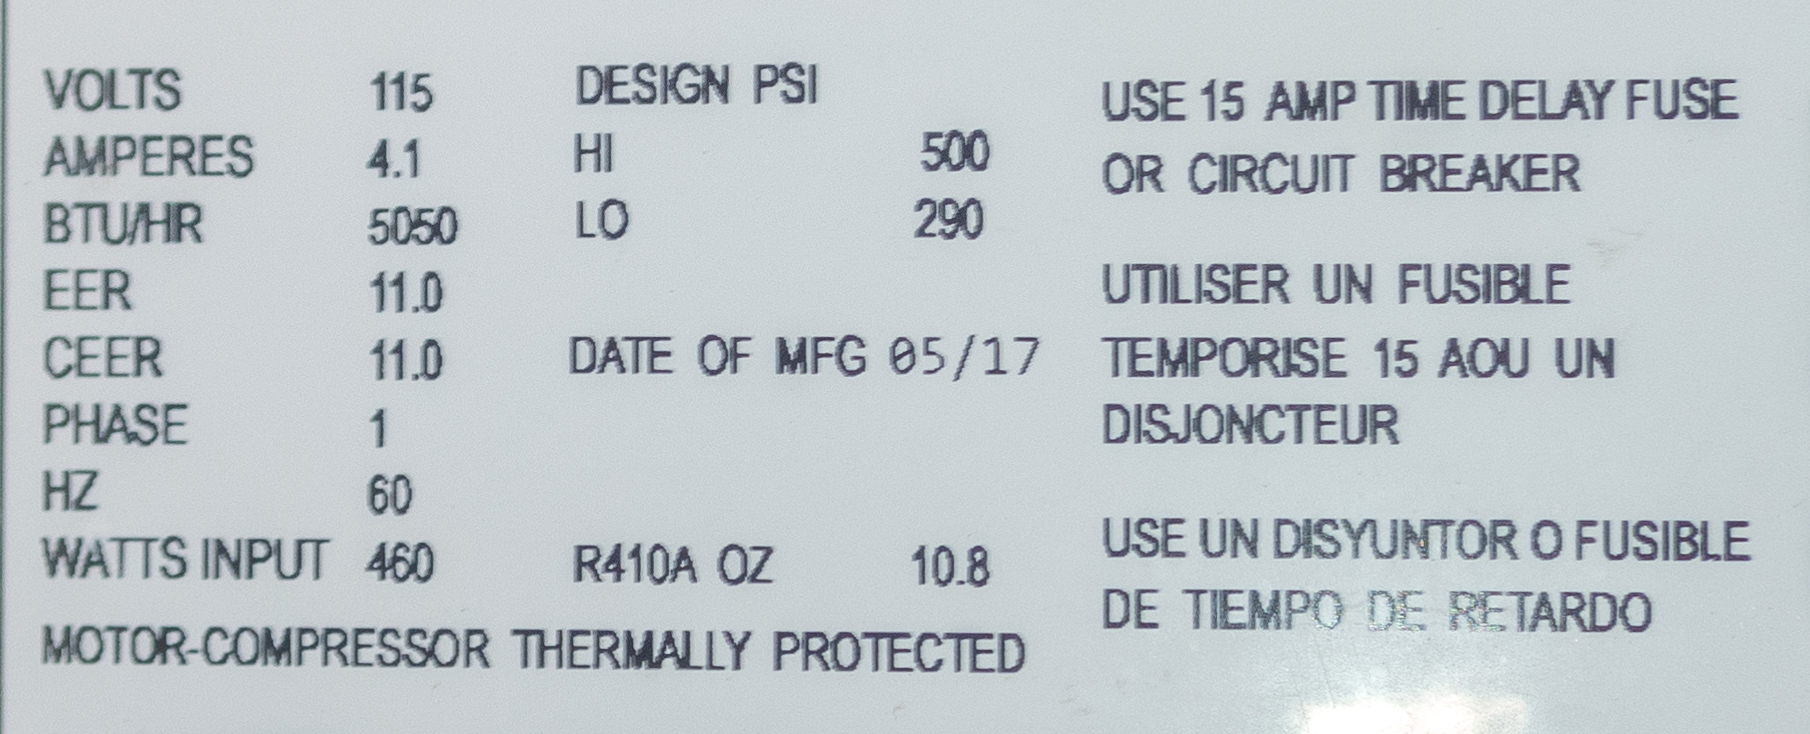 VOLTS 115
AMPERES 4.1
BTU/HR 5050
EER 11.0
CEER 11.0
PHASE 1
HZ 60
WATTS INPUT 460
DESIGN PSI
HI 500
LO 290
DATE OF MFG 05/17
R410A OZ 10.8
MOTOR-COMPRESSOR THERMALLY PROTECTED
USE 15 AMP TIME DELAY FUSE
OR CIRCUIT BREAKER
UTILISER UN FUSIBLE
TEMPORISE 15 AOU UN
DISJONCTEUR
USE UN DISYUNTOR O FUSIBLE
DE TIEMPO DE RETARDO